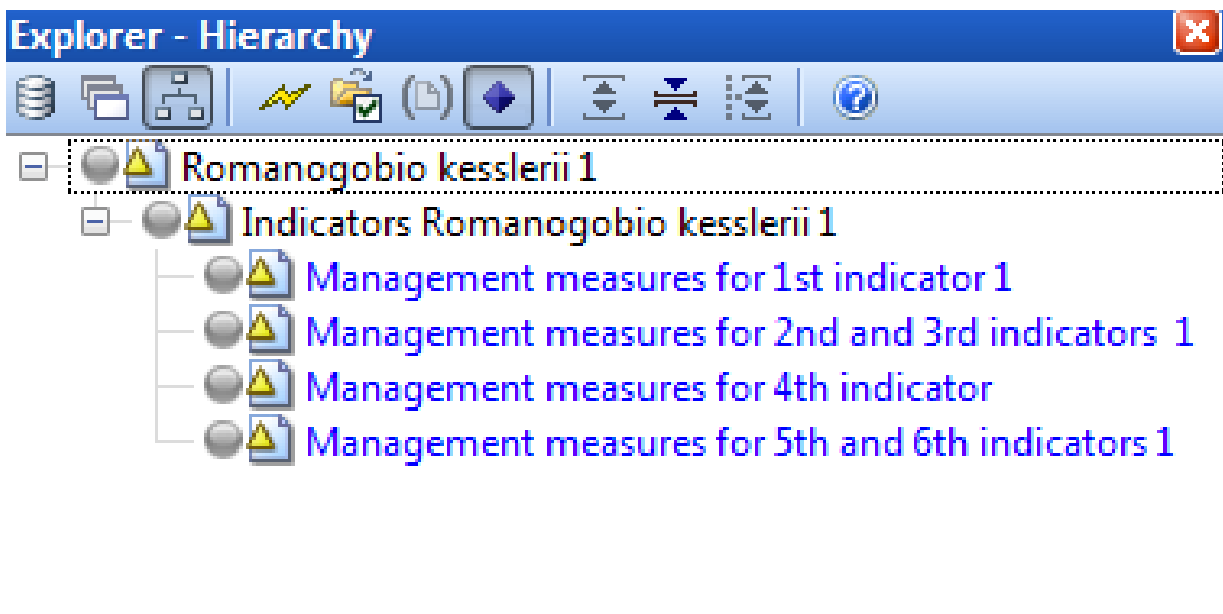 Explorer - Hierarchy
Romanogobio kesslerii 1
Indicators Romanogobio kesslerii 1
Management measures for 1st indicator 1
Management measures for 2nd and 3rd indicators 1
Management measures for 4th indicator
Management measures for 5th and 6th indicators 1